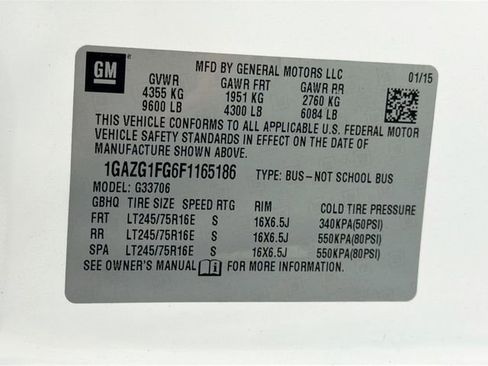 GM
MFD BY GENERAL MOTORS LLC
01/15
GVWR GAWR FRT GAWR RR
4355 KG 1951 KG 2760 KG
9600 LB 4300 LB 6084 LB
THIS VEHICLE CONFORMS TO ALL APPLICABLE U.S. FEDERAL MOTOR
VEHICLE SAFETY STANDARDS IN EFFECT ON THE DATE OF
MANUFACTURE SHOWN ABOVE.
1GAZG1FG6F1165186 TYPE: BUS–NOT SCHOOL BUS
MODEL: G33706
GBHQ TIRE SIZE SPEED RTG RIM COLD TIRE PRESSURE
FRT LT245/75R16E S 16X6.5J 340KPA(50PSI)
RR LT245/75R16E S 16X6.5J 550KPA(80PSI)
SPA LT245/75R16E S 16X6.5J 550KPA(80PSI)
SEE OWNER'S MANUAL FOR MORE INFORMATION.